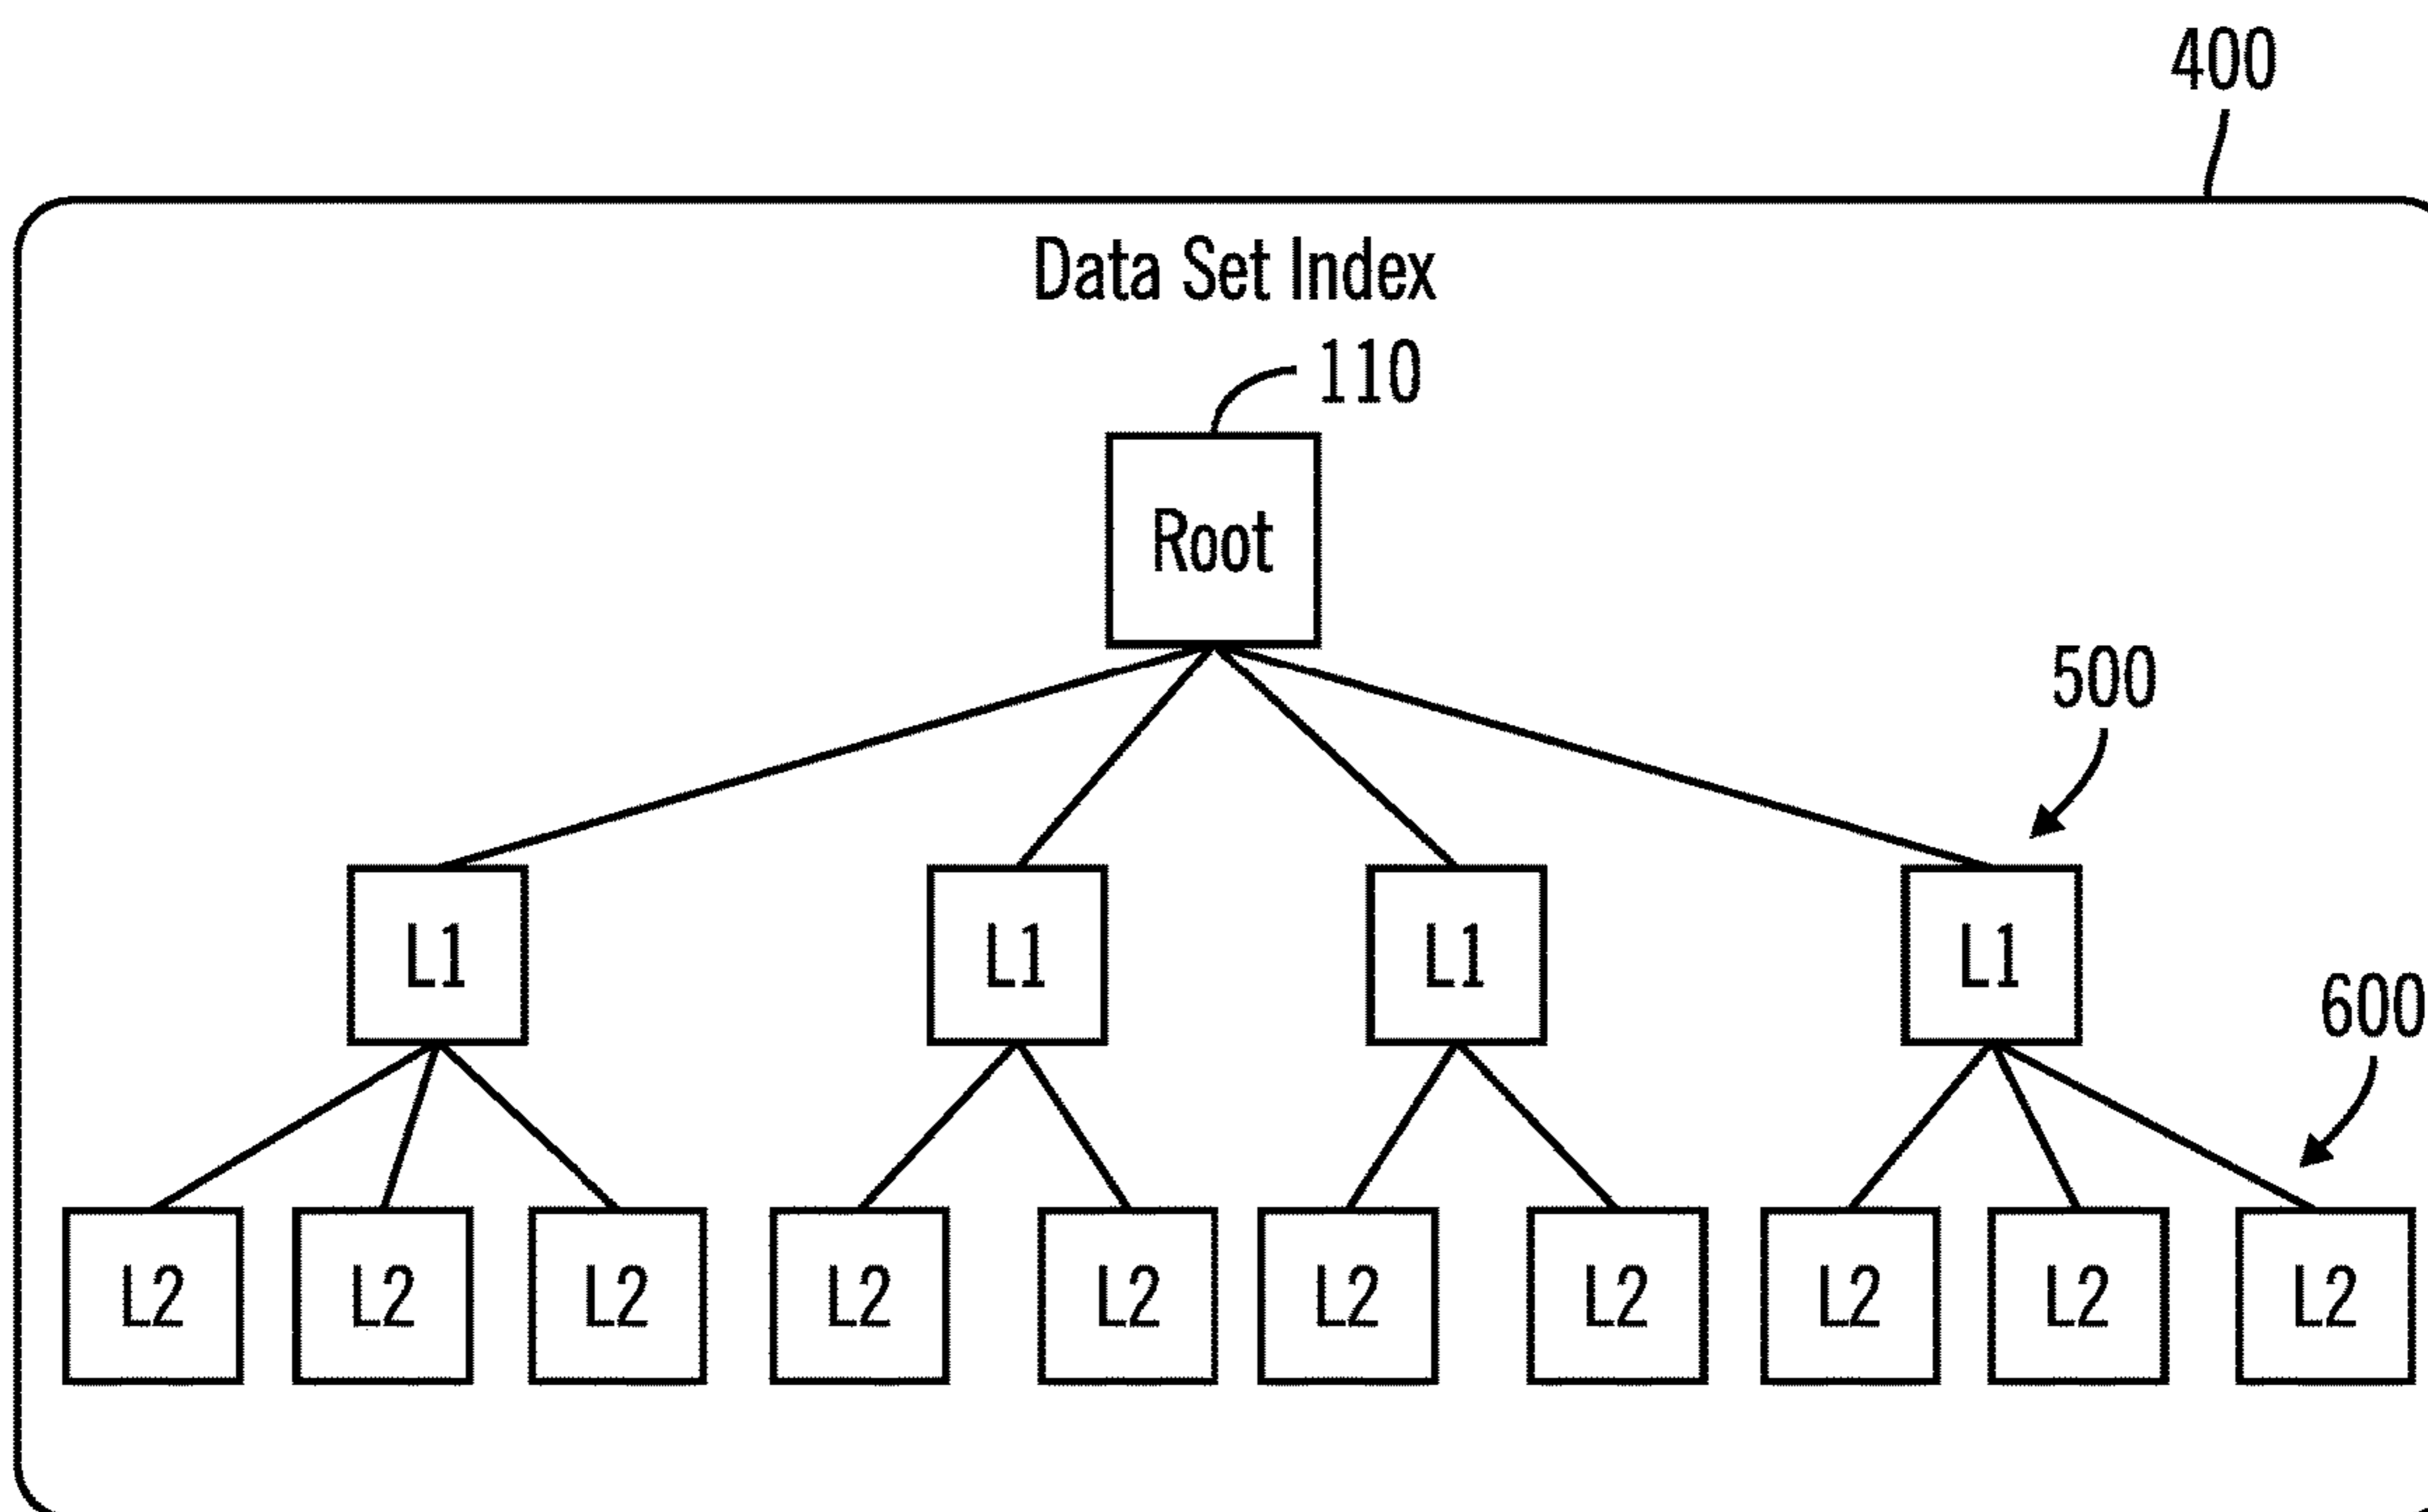 400
Data Set Index
110
Root
500
L1 L1 L1 L1
600
L2 L2 L2 L2 L2 L2 L2 L2 L2 L2